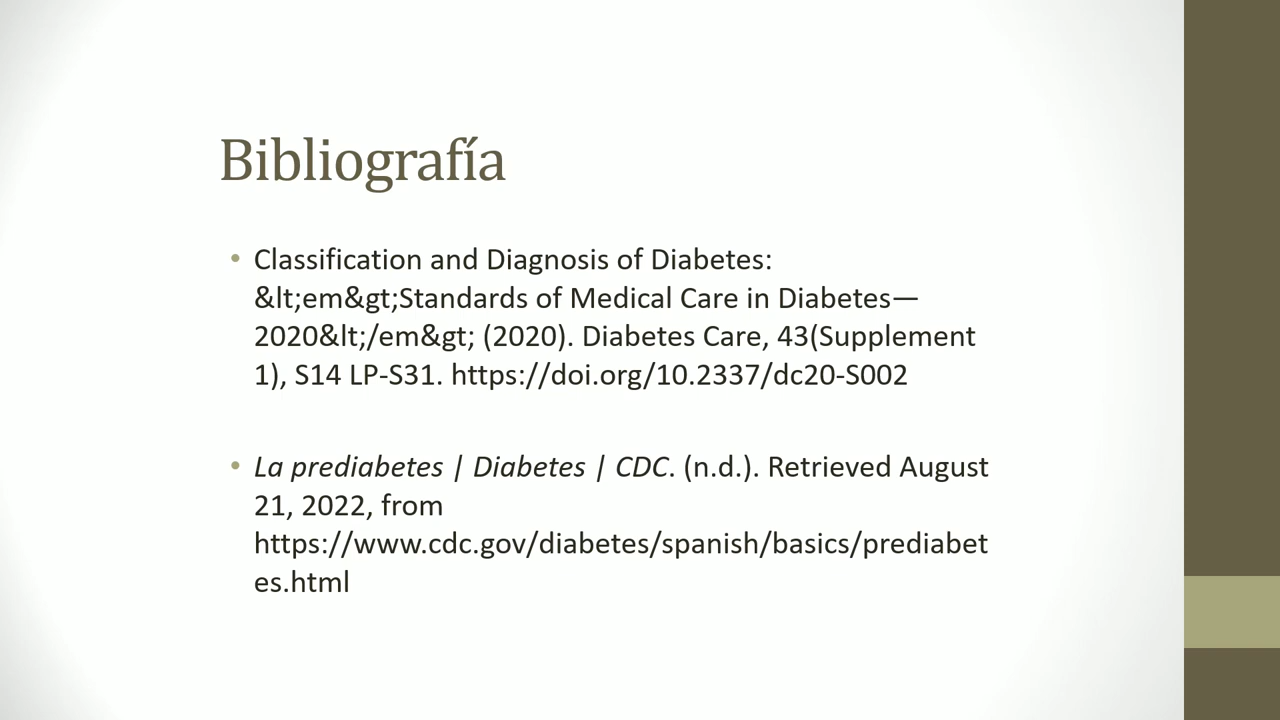 Bibliografía
• Classification and Diagnosis of Diabetes:
&lt;em&gt;Standards of Medical Care in Diabetes—
2020&lt;/em&gt; (2020). Diabetes Care, 43(Supplement
1), S14 LP-S31. https://doi.org/10.2337/dc20-S002
• La prediabetes | Diabetes | CDC. (n.d.). Retrieved August
21, 2022, from
https://www.cdc.gov/diabetes/spanish/basics/prediabet
es.html